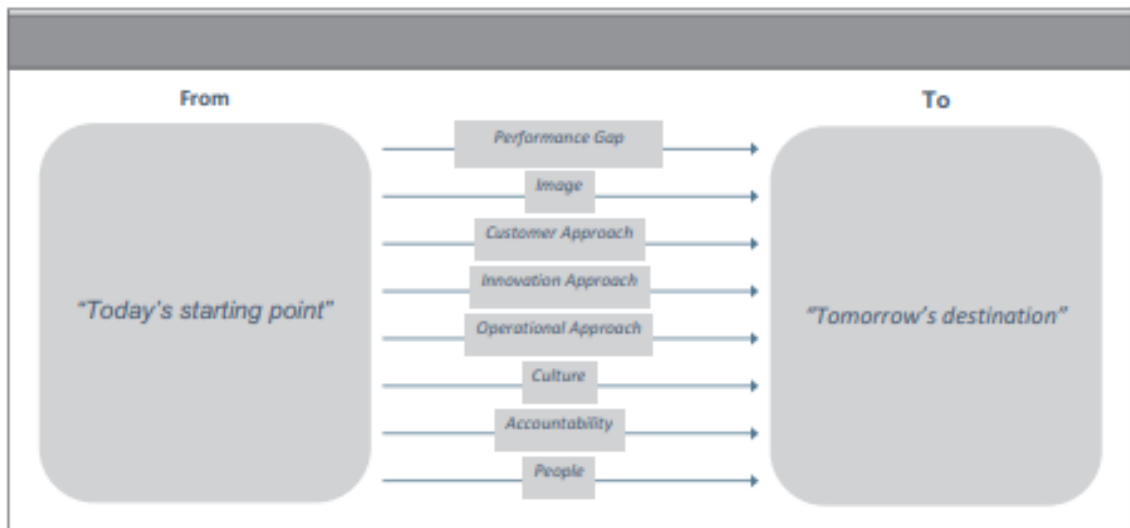 From
To
Performance Gap
Image
Customer Approach
Innovation Approach
Operational Approach
Culture
Accountability
People
“Today’s starting point”
“Tomorrow’s destination”